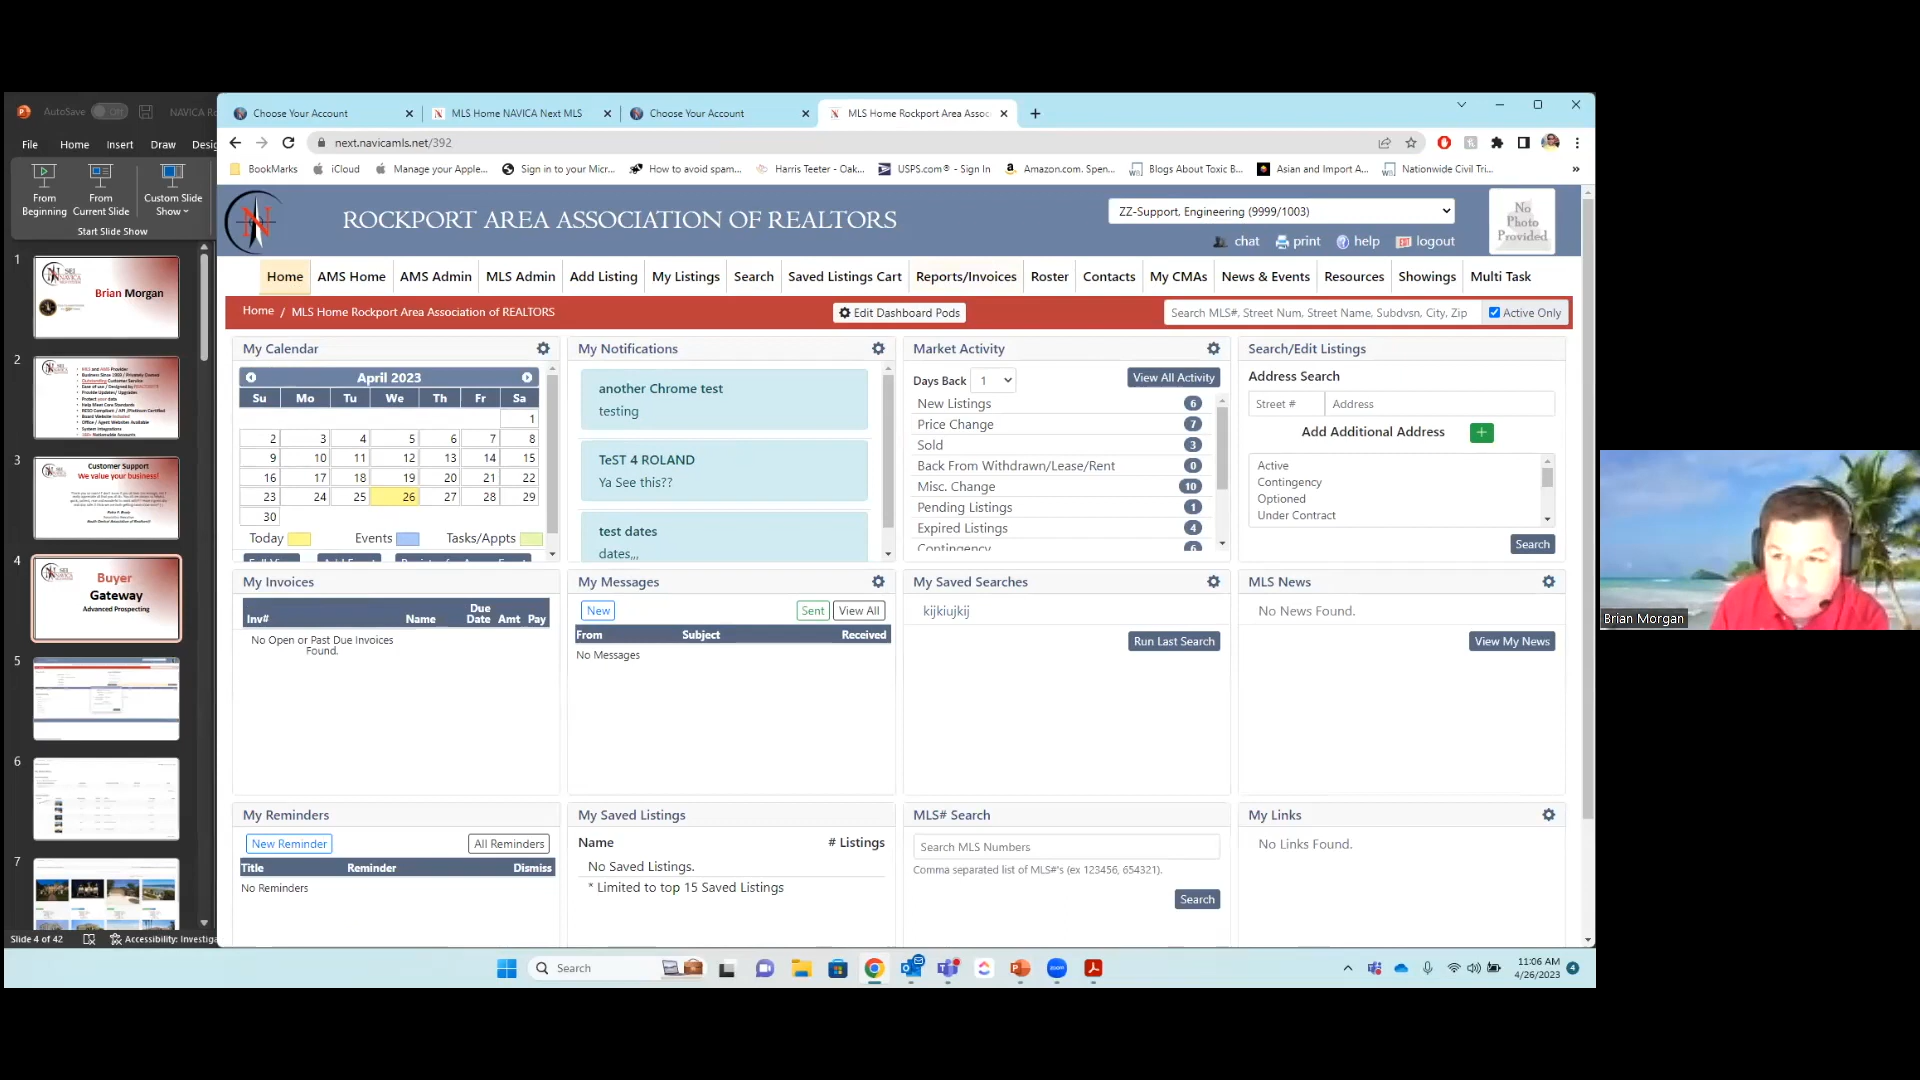 AutoSave Off NAVICA Ro
File Home Insert Draw Desig
From Beginning
From Current Slide
Custom Slide Show
Start Slide Show
1
Brian Morgan
2
3
Customer Support
We value your business!
4
Buyer
Gateway
Advanced Prospecting
5
6
7
Slide 4 of 42 Accessibility: Investiga
Choose Your Account
MLS Home NAVICA Next MLS
Choose Your Account
MLS Home Rockport Area Assoc
next.navicamls.net/392
BookMarks iCloud Manage your Apple... Sign in to your Micr... How to avoid spam... Harris Teeter - Oak... USPS.com® - Sign In Amazon.com. Spen... Blogs About Toxic B... Asian and Import A... Nationwide Civil Tri... »
ROCKPORT AREA ASSOCIATION OF REALTORS
ZZ-Support, Engineering (9999/1003)
chat print help EXIT logout
No Photo Provided
Home AMS Home AMS Admin MLS Admin Add Listing My Listings Search Saved Listings Cart Reports/Invoices Roster Contacts My CMAs News & Events Resources Showings Multi Task
Home / MLS Home Rockport Area Association of REALTORS
Edit Dashboard Pods
Search MLS#, Street Num, Street Name, Subdvsn, City, Zip
Active Only
My Calendar
April 2023
Su Mo Tu We Th Fr Sa
1
2 3 4 5 6 7 8
9 10 11 12 13 14 15
16 17 18 19 20 21 22
23 24 25 26 27 28 29
30
Today Events Tasks/Appts
My Notifications
another Chrome test
testing
TeST 4 ROLAND
Ya See this??
test dates
dates,,,
Market Activity
Days Back 1
View All Activity
New Listings 6
Price Change 7
Sold 3
Back From Withdrawn/Lease/Rent 0
Misc. Change 10
Pending Listings 1
Expired Listings 4
Contingency 6
Search/Edit Listings
Address Search
Street # Address
Add Additional Address +
Active
Contingency
Optioned
Under Contract
Search
My Invoices
Inv# Name Due Date Amt Pay
No Open or Past Due Invoices
Found.
My Messages
New Sent View All
From Subject Received
No Messages
My Saved Searches
kijkiujkij
Run Last Search
MLS News
No News Found.
View My News
My Reminders
New Reminder All Reminders
Title Reminder Dismiss
No Reminders
My Saved Listings
Name # Listings
No Saved Listings.
* Limited to top 15 Saved Listings
MLS# Search
Search MLS Numbers
Comma separated list of MLS#'s (ex 123456, 654321).
Search
My Links
No Links Found.
Search
11:06 AM
4/26/2023
4
Brian Morgan